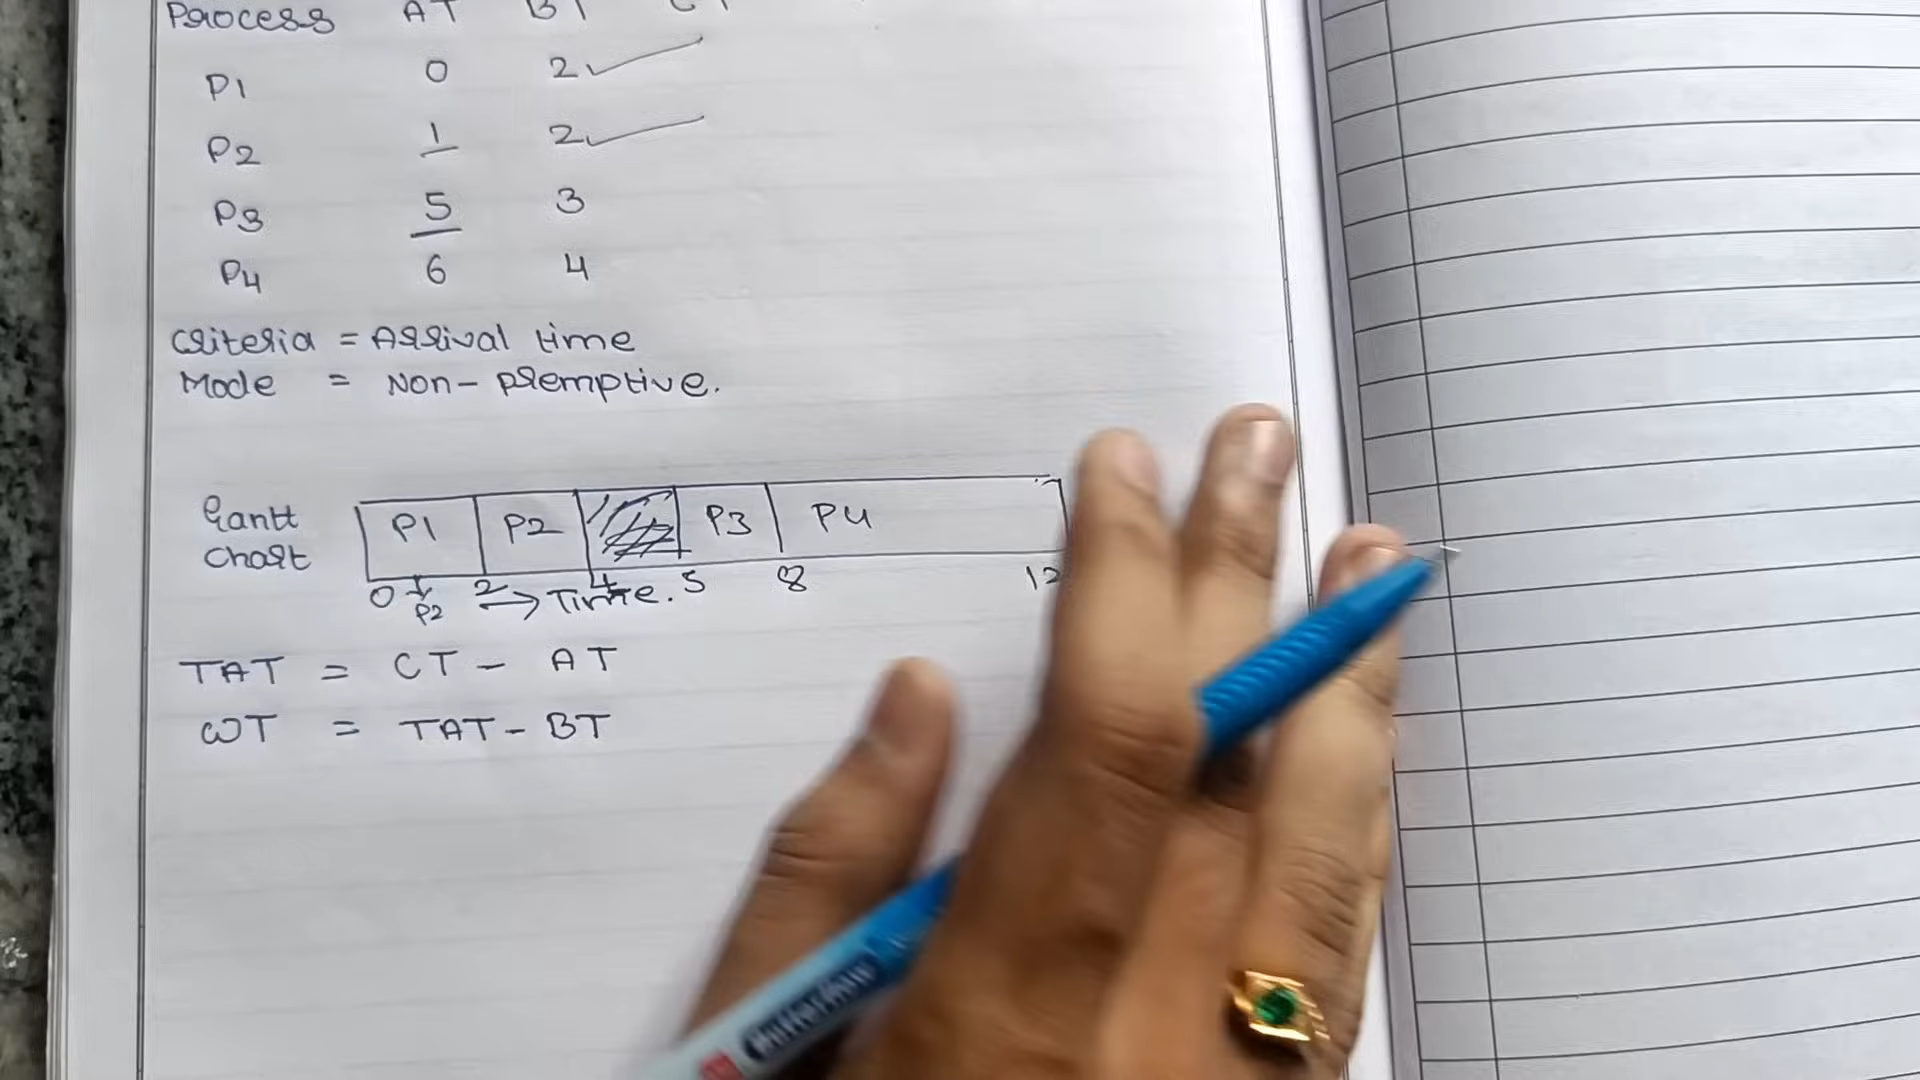 Process AT BT CT
P1 0 2
P2 1 2
P3 5 3
P4 6 4
Criteria = Arrival time
Mode = Non-premptive.
Gantt Chart
P1 P2 P3 P4
0 2 4 5 8 12
P2 → Time.
TAT = CT - AT
WT = TAT - BT
Butterflow